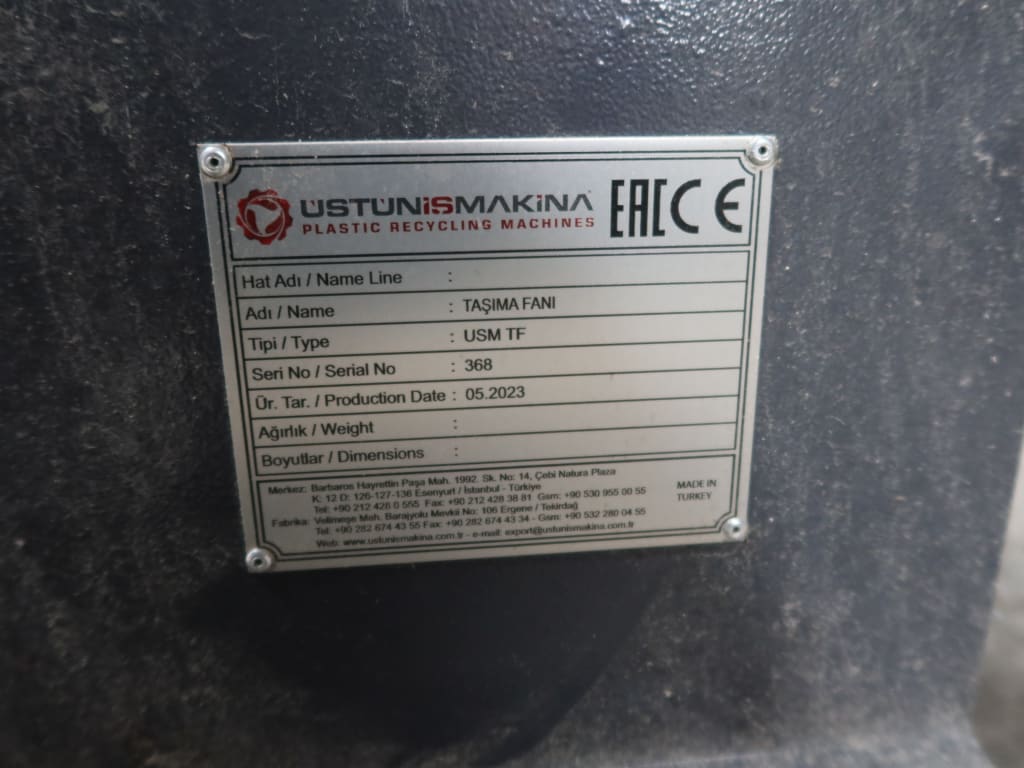 ÜSTÜNİSMAKİNA
PLASTIC RECYCLING MACHINES
EAC CE
Hat Adı / Name Line :
Adı / Name : TAŞIMA FANI
Tipi / Type : USM TF
Seri No / Serial No : 368
Ür. Tar. / Production Date : 05.2023
Ağırlık / Weight :
Boyutlar / Dimensions :
Merkez: Barbaros Hayrettin Paşa Mah. 1992. Sk. No: 14, Çebi Natura Plaza
K: 12 D: 126-127-136 Esenyurt / İstanbul - Türkiye
Tel: +90 212 428 0 555 Fax: +90 212 428 38 81 Gsm: +90 530 955 00 55
Fabrika: Velimeşe Mah. Barajyolu Mevkii No: 106 Ergene / Tekirdağ
Tel: +90 282 674 43 55 Fax: +90 282 674 43 34 - Gsm: +90 532 280 04 55
Web: www.ustunismakina.com.tr - e-mail: export@ustunismakina.com.tr
MADE IN
TURKEY